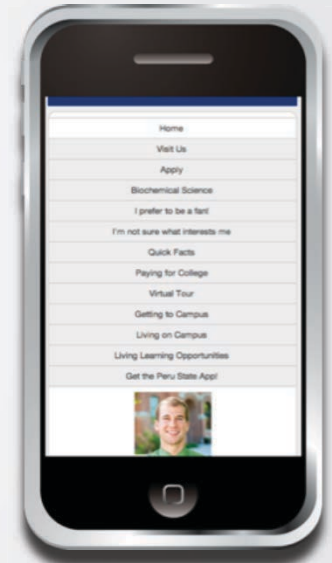 Home
Visit Us
Apply
Biochemical Science
I prefer to be a fan!
I'm not sure what interests me
Quick Facts
Paying for College
Virtual Tour
Getting to Campus
Living on Campus
Living Learning Opportunities
Get the Peru State App!